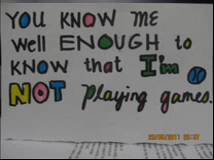 YOU KNOW ME
well ENOUGH to
KNOW that I'm
NOT playing games.